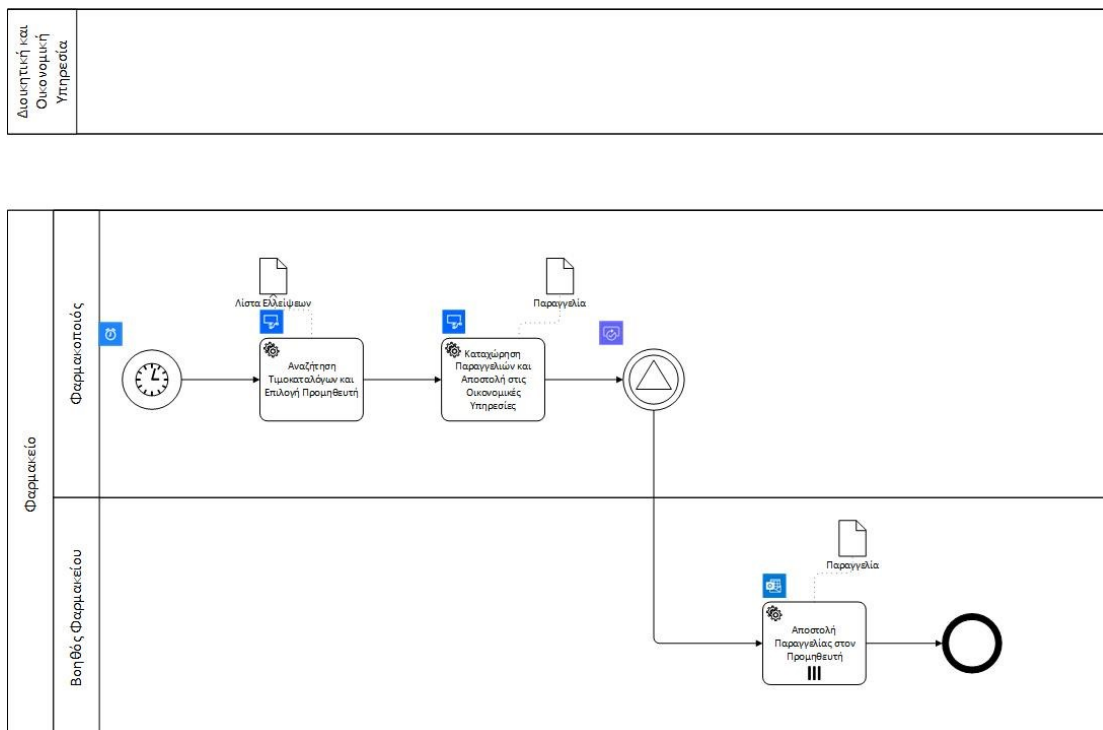 Διοικητική και
Οικονομική
Υπηρεσία
Φαρμακείο
Φαρμακοποιός
Λίστα Ελλείψεων
Αναζήτηση
Τιμοκαταλόγων και
Επιλογή Προμηθευτή
Παραγγελία
Καταχώρηση
Παραγγελιών και
Αποστολή στις
Οικονομικές
Υπηρεσίες
Βοηθός Φαρμακείου
Παραγγελία
Αποστολή
Παραγγελίας στον
Προμηθευτή